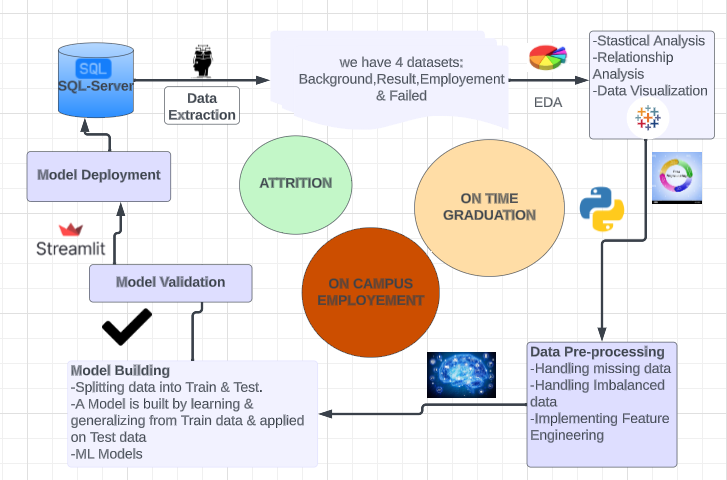 SQL
SQL-Server
Data
Extraction
we have 4 datasets:
Background,Result,Employement
& Failed
EDA
-Stastical Analysis
-Relationship
Analysis
-Data Visualization
Model Deployment
ATTRITION
ON TIME
GRADUATION
Streamlit
Model Validation
ON CAMPUS
EMPLOYEMENT
Model Building
-Splitting data into Train & Test.
-A Model is built by learning &
generalizing from Train data & applied
on Test data
-ML Models
Data Pre-processing
-Handling missing data
-Handling Imbalanced
data
-Implementing Feature
Engineering